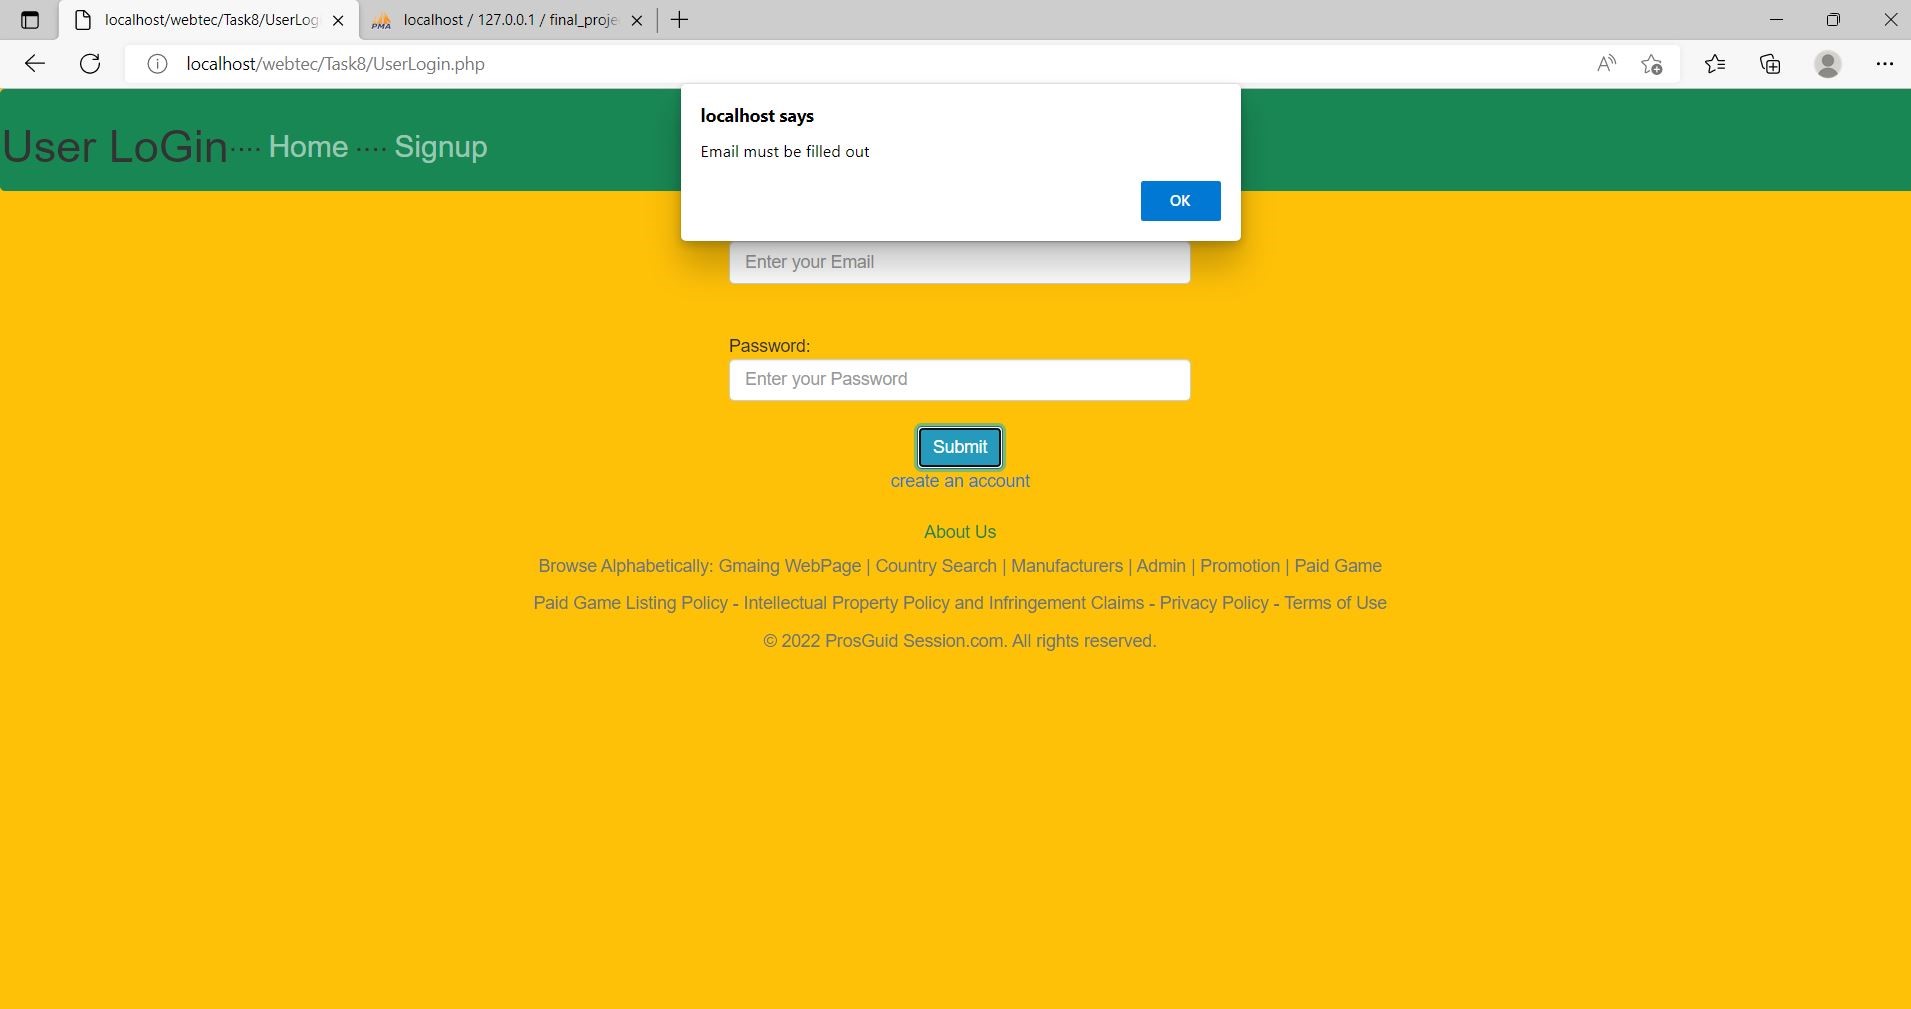 localhost/webtec/Task8/UserLog
localhost / 127.0.0.1 / final_proje
localhost/webtec/Task8/UserLogin.php
localhost says
Email must be filled out
OK
User LoGin···· Home ···· Signup
Enter your Email
Password:
Enter your Password
Submit
create an account
About Us
Browse Alphabetically: Gmaing WebPage | Country Search | Manufacturers | Admin | Promotion | Paid Game
Paid Game Listing Policy - Intellectual Property Policy and Infringement Claims - Privacy Policy - Terms of Use
© 2022 ProsGuid Session.com. All rights reserved.